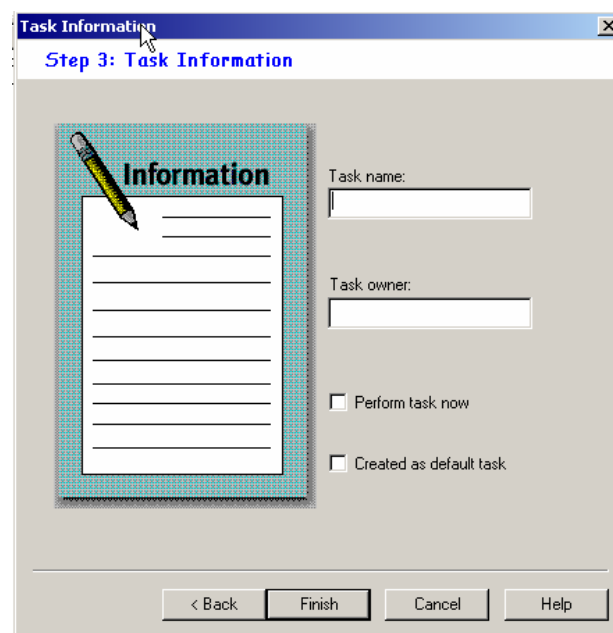 Task Information
Step 3: Task Information
Information
Task name:
Task owner:
Perform task now
Created as default task
< Back
Finish
Cancel
Help